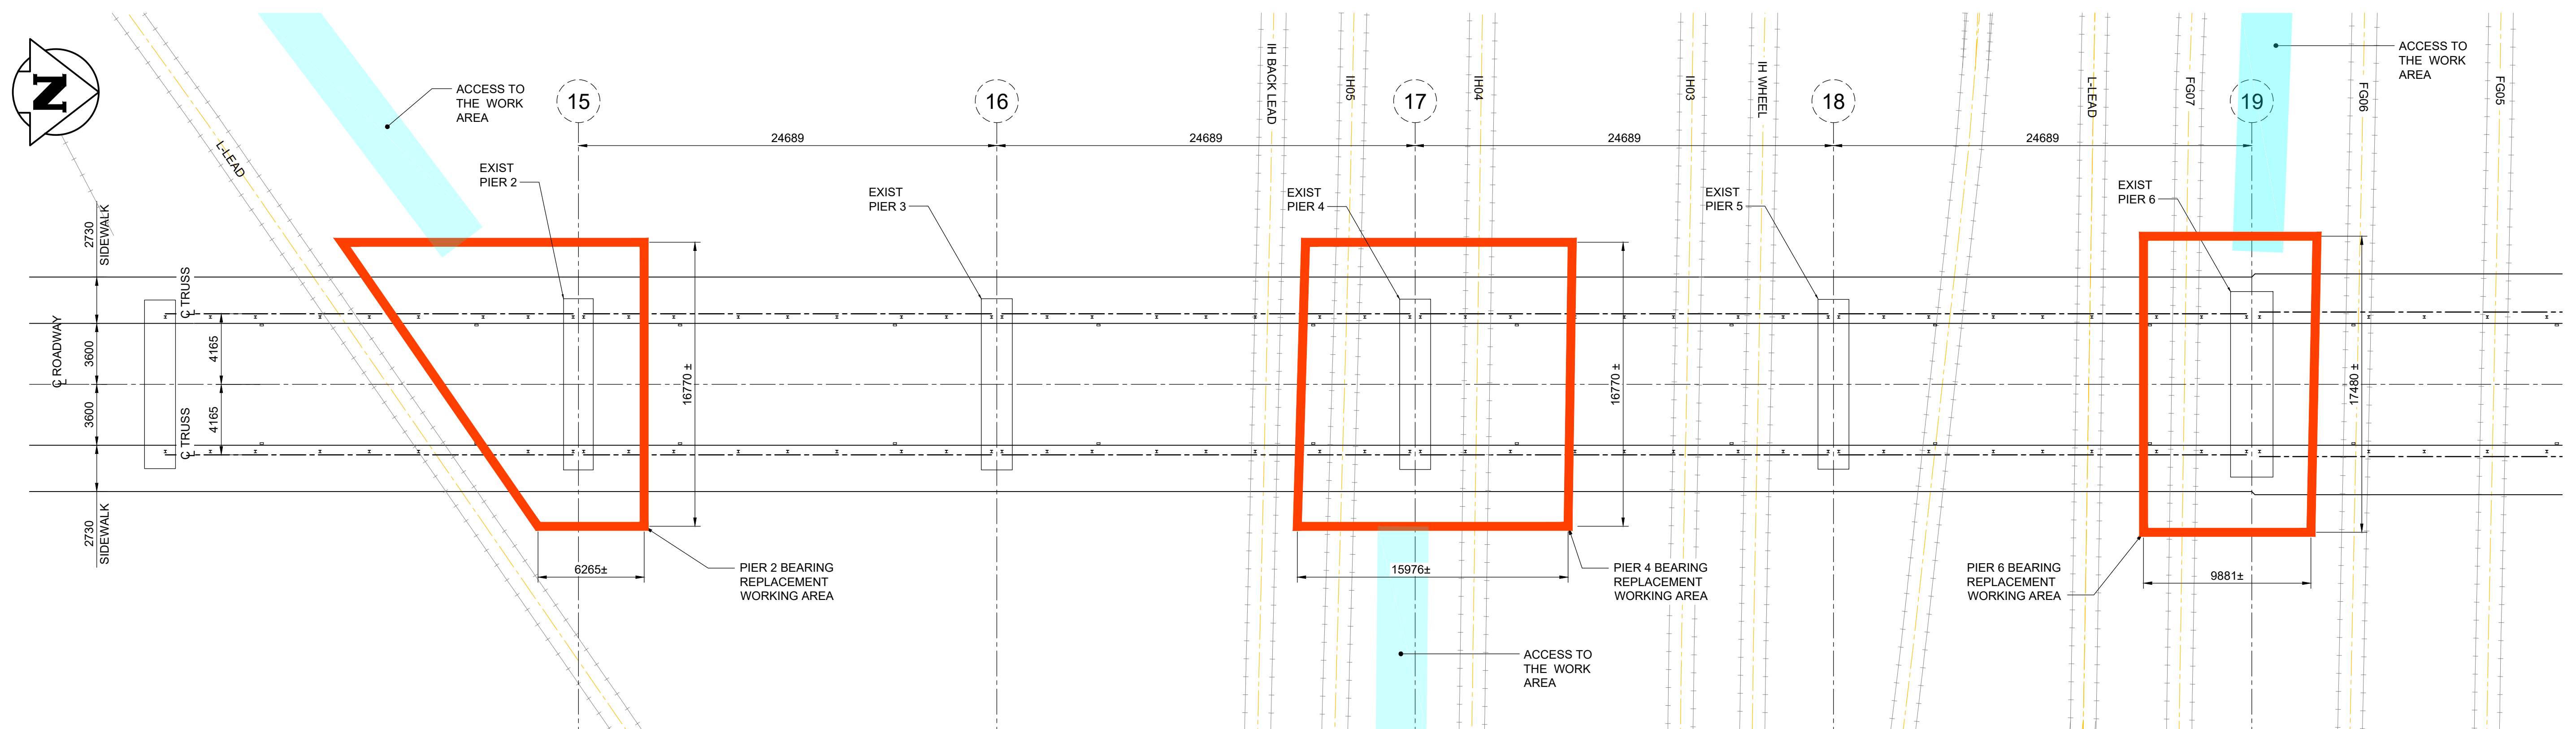 N
ACCESS TO
THE WORK
AREA
15
16
17
18
19
IH BACK LEAD
IH05
IH04
IH03
IH WHEEL
L-LEAD
FG07
FG06
FG05
ACCESS TO
THE WORK
AREA
24689
24689
24689
24689
L-LEAD
EXIST
PIER 2
EXIST
PIER 3
EXIST
PIER 4
EXIST
PIER 5
EXIST
PIER 6
2730
SIDEWALK
℄ TRUSS
℄ ROADWAY
3600
4165
3600
4165
℄ TRUSS
2730
SIDEWALK
16770 ±
16770 ±
17480 ±
6265±
15976±
9881±
PIER 2 BEARING
REPLACEMENT
WORKING AREA
PIER 4 BEARING
REPLACEMENT
WORKING AREA
PIER 6 BEARING
REPLACEMENT
WORKING AREA
ACCESS TO
THE WORK
AREA